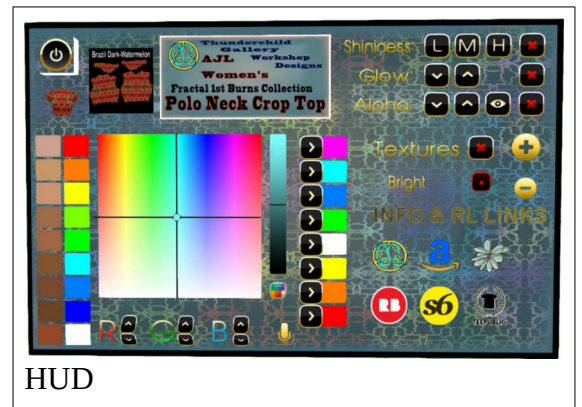 Brazil Dark-Watermelon
Thunderchild
Gallery
AJL Workshop
Designs
Women's
Fractal 1st Burns Collection
Polo Neck Crop Top
Shininess: L M H
Glow:
Alpha:
Textures
Bright
INFO & RL LINKS
a
RB
s6
TEEPUBLIC
R G B
HUD